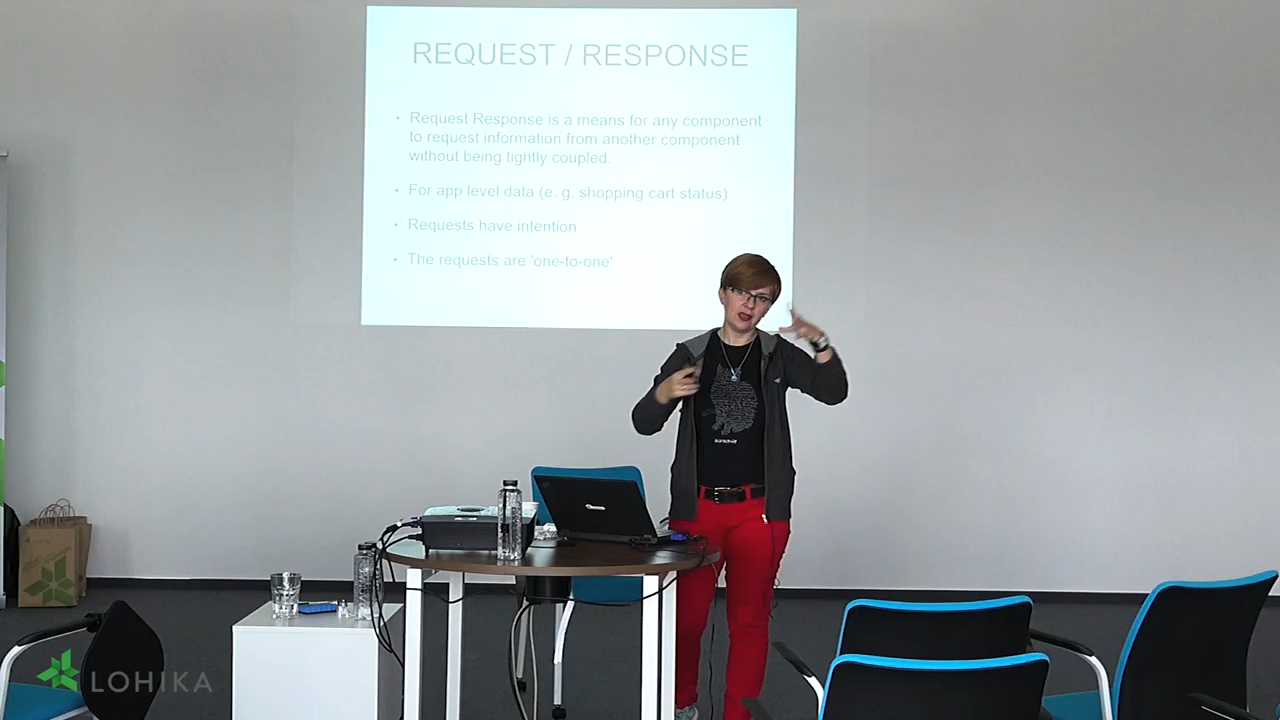 REQUEST / RESPONSE
• Request Response is a means for any component
to request information from another component
without being tightly coupled.
• For app level data (e. g. shopping cart status)
• Requests have intention
• The requests are 'one-to-one'
LOHIKA